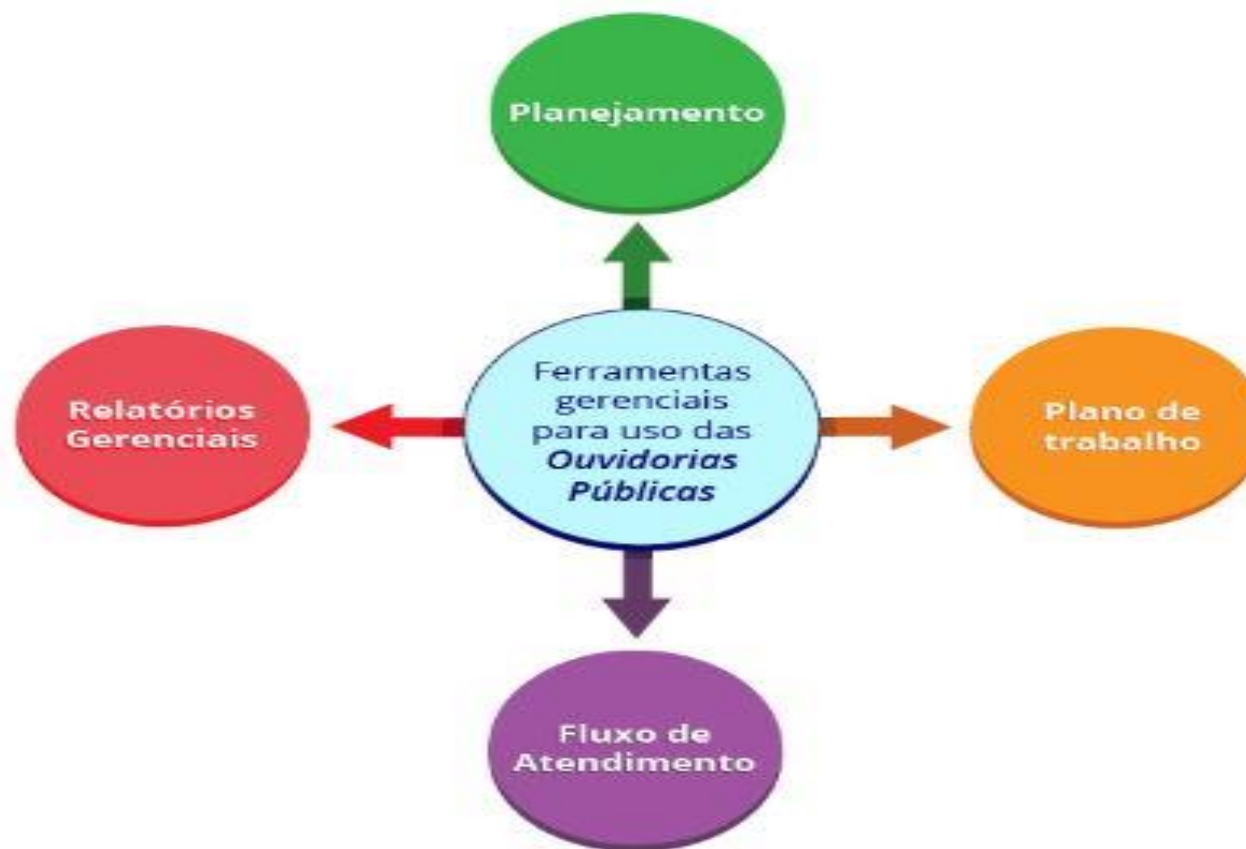 Planejamento
Relatórios
Gerenciais
Ferramentas
gerenciais
para uso das
Ouvidorias
Públicas
Plano de
trabalho
Fluxo de
Atendimento